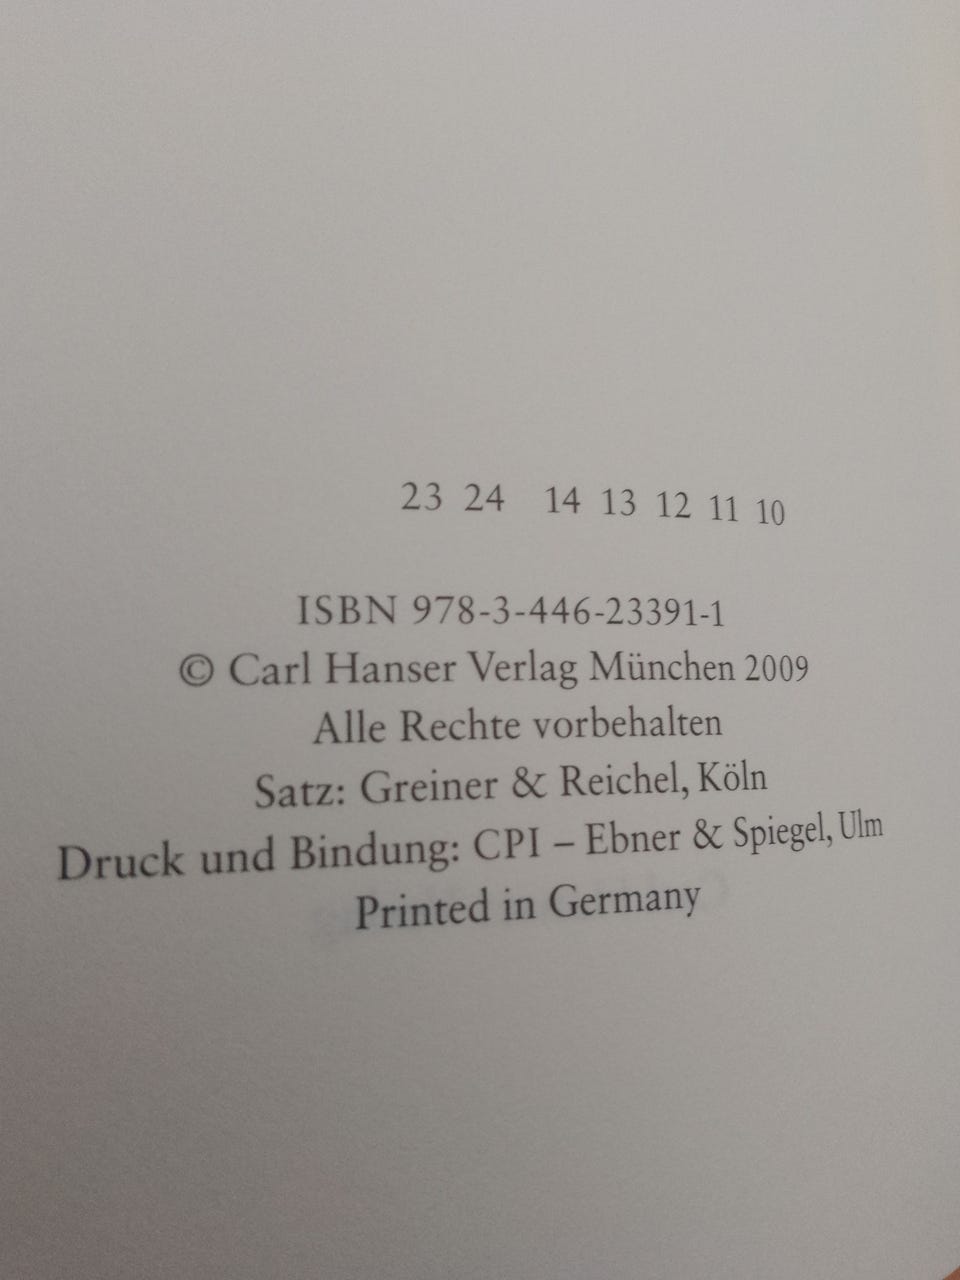 23 24 14 13 12 11 10
ISBN 978-3-446-23391-1
© Carl Hanser Verlag München 2009
Alle Rechte vorbehalten
Satz: Greiner & Reichel, Köln
Druck und Bindung: CPI – Ebner & Spiegel, Ulm
Printed in Germany